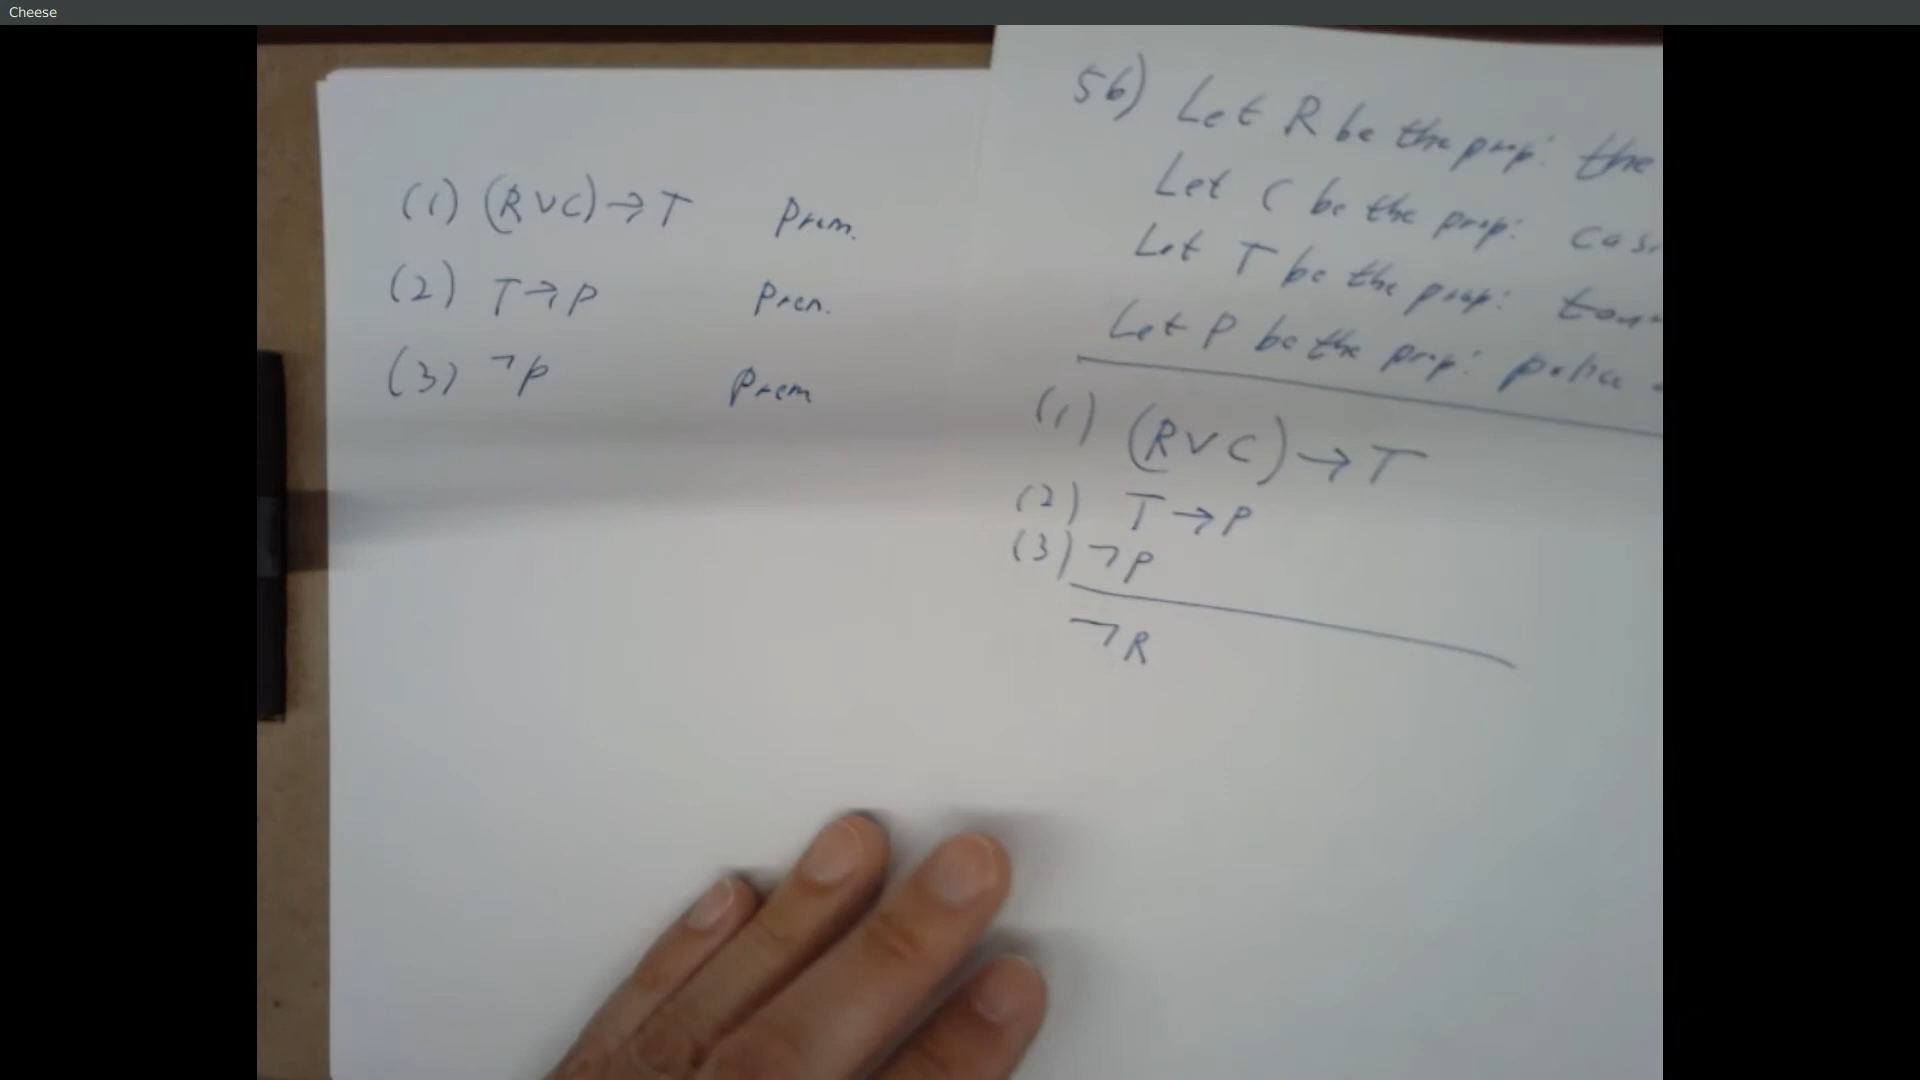 Cheese
(1) (R∨C)→T Prem.
(2) T→P Prem.
(3) ¬P Prem
56) Let R be the prop: the
Let C be the prop:
Let T be the prop:
Let P be the prop: police
(1) (R∨C)→T
(2) T→P
(3) ¬P
¬R